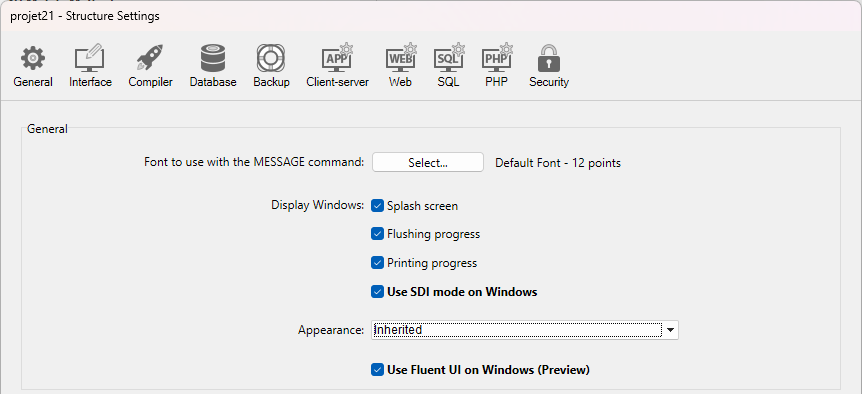 projet21 - Structure Settings
APP WEB SQL PHP
General Interface Compiler Database Backup Client-server Web SQL PHP Security
General
Font to use with the MESSAGE command: Select... Default Font - 12 points
Display Windows: Splash screen
Flushing progress
Printing progress
Use SDI mode on Windows
Appearance: Inherited
Use Fluent UI on Windows (Preview)